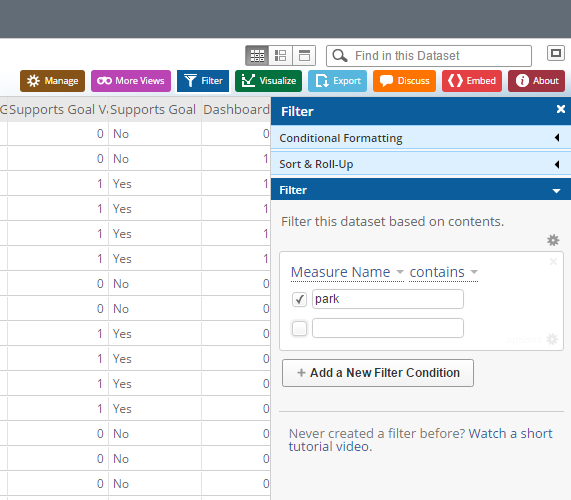 Find in this Dataset
Manage More Views Filter Visualize Export Discuss Embed About
G Supports Goal V. Supports Goal Dashboard
0 No 0
0 No 1
1 Yes 1
1 Yes 1
1 Yes 1
1 Yes 1
0 No 0
0 No 0
1 Yes 0
1 Yes 0
1 Yes 0
1 Yes 0
0 No 0
0 No 0
0 No 0
Filter
Conditional Formatting
Sort & Roll-Up
Filter
Filter this dataset based on contents.
Measure Name contains
park
+ Add a New Filter Condition
Never created a filter before? Watch a short
tutorial video.